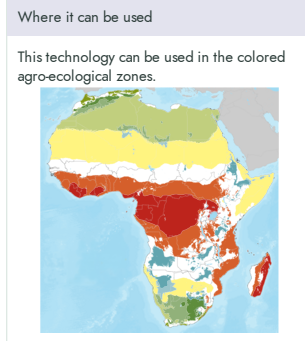 Where it can be used
This technology can be used in the colored
agro-ecological zones.